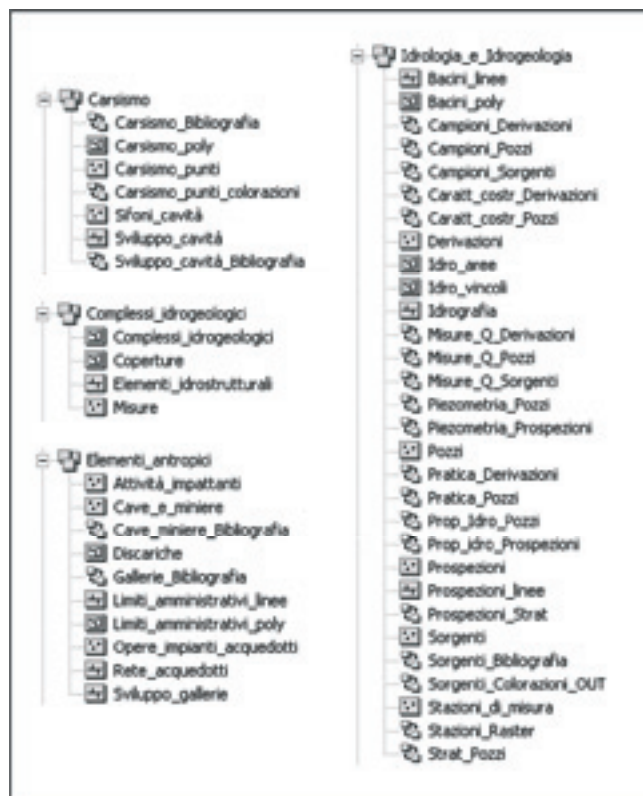 Carsismo
Carsismo_Bibliografia
Carsismo_poly
Carsismo_punti
Carsismo_punti_colorazioni
Sifoni_cavità
Sviluppo_cavità
Sviluppo_cavità_Bibliografia
Complessi_idrogeologici
Complessi_idrogeologici
Coperture
Elementi_idrostrutturali
Misure
Elementi_antropici
Attività_impattanti
Cave_e_miniere
Cave_miniere_Bibliografia
Discariche
Gallerie_Bibliografia
Limiti_amministrativi_linee
Limiti_amministrativi_poly
Opere_impianti_acquedotti
Rete_acquedotti
Sviluppo_gallerie
Idrologia_e_Idrogeologia
Bacini_linee
Bacini_poly
Campioni_Derivazioni
Campioni_Pozzi
Campioni_Sorgenti
Caratt_costr_Derivazioni
Caratt_costr_Pozzi
Derivazioni
Idro_aree
Idro_vincoli
Idrografia
Misure_Q_Derivazioni
Misure_Q_Pozzi
Misure_Q_Sorgenti
Piezometria_Pozzi
Piezometria_Prospezioni
Pozzi
Pratica_Derivazioni
Pratica_Pozzi
Prop_Idro_Pozzi
Prop_idro_Prospezioni
Prospezioni
Prospezioni_linee
Prospezioni_Strat
Sorgenti
Sorgenti_Bibliografia
Sorgenti_Colorazioni_OUT
Stazioni_di_misura
Stazioni_Raster
Strat_Pozzi